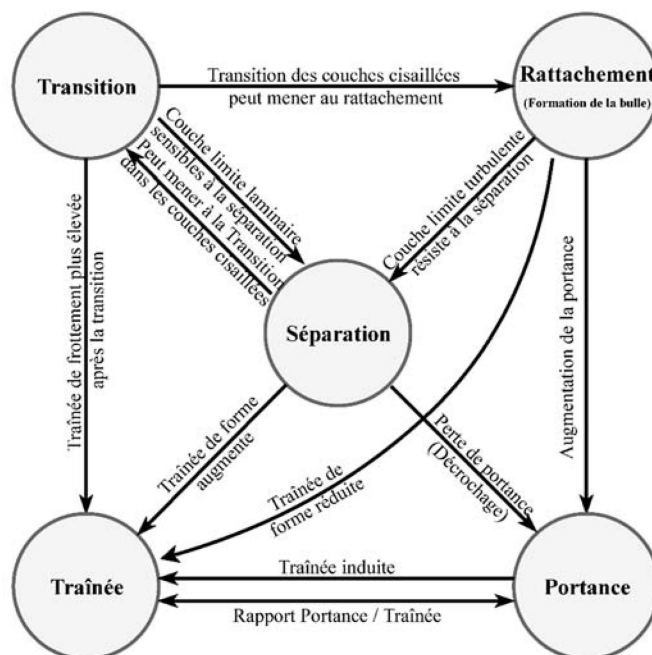 Transition
Transition des couches cisaillées
peut mener au rattachement
Rattachement
(Formation de la bulle)
Couche limite laminaire
sensibles à la séparation
Peut mener à la Transition
dans les couches cisaillées
Couche limite turbulente
résiste à la séparation
Traînée de frottement plus élevée
après la transition
Séparation
Augmentation de la portance
Traînée de forme
augmente
Traînée de
forme réduite
Perte de portance
(Décrochage)
Traînée
Traînée induite
Rapport Portance / Traînée
Portance